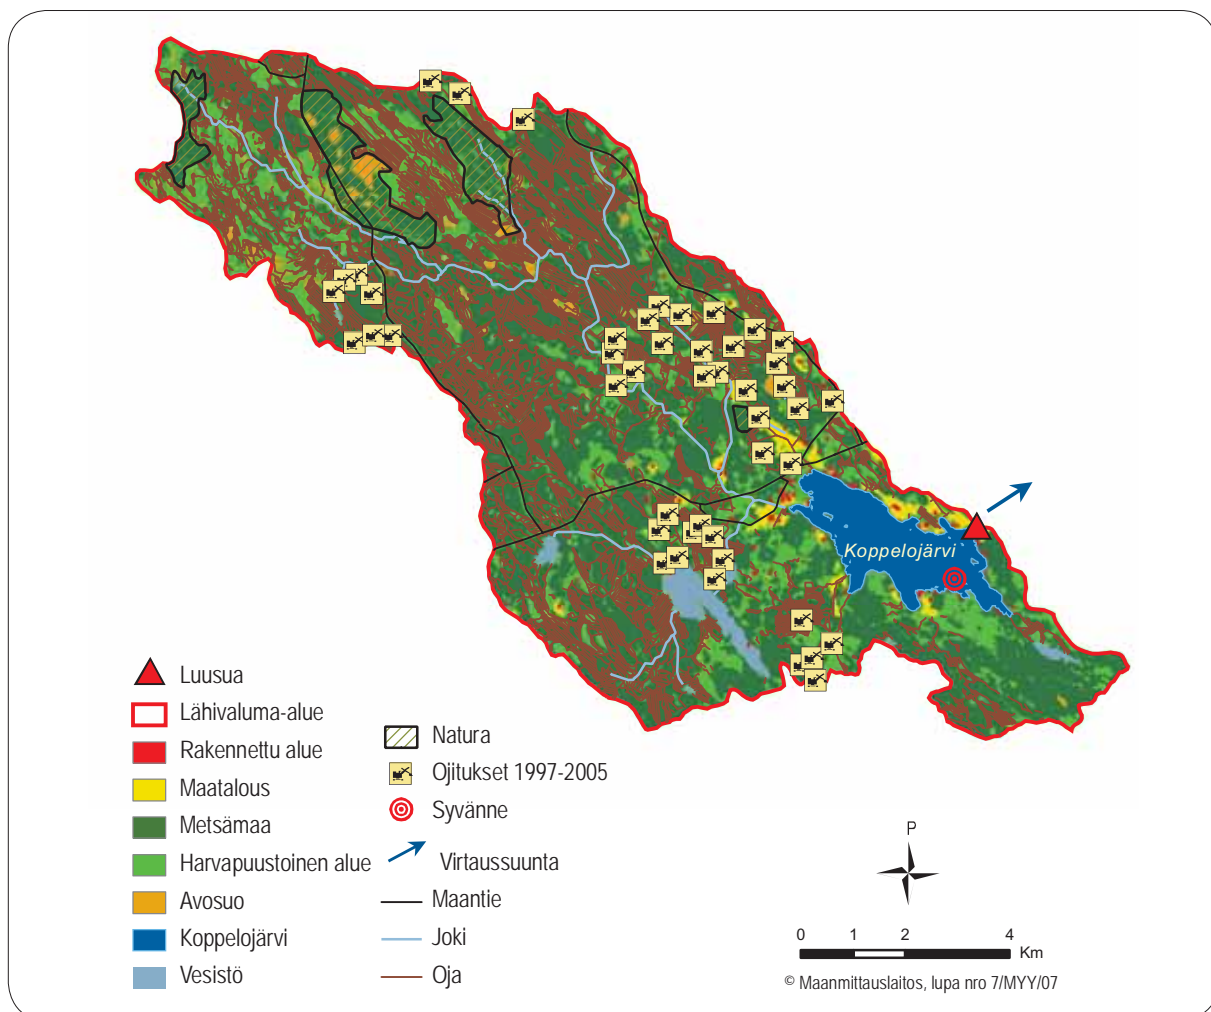 Koppelojärvi
Luusua
Lähivaluma-alue
Rakennettu alue
Maatalous
Metsämaa
Harvapuustoinen alue
Avosuo
Koppelojärvi
Vesistö
Natura
Ojitukset 1997-2005
Syvänne
Virtaussuunta
Maantie
Joki
Oja
P
0 1 2 4
Km
© Maanmittauslaitos, lupa nro 7/MYY/07